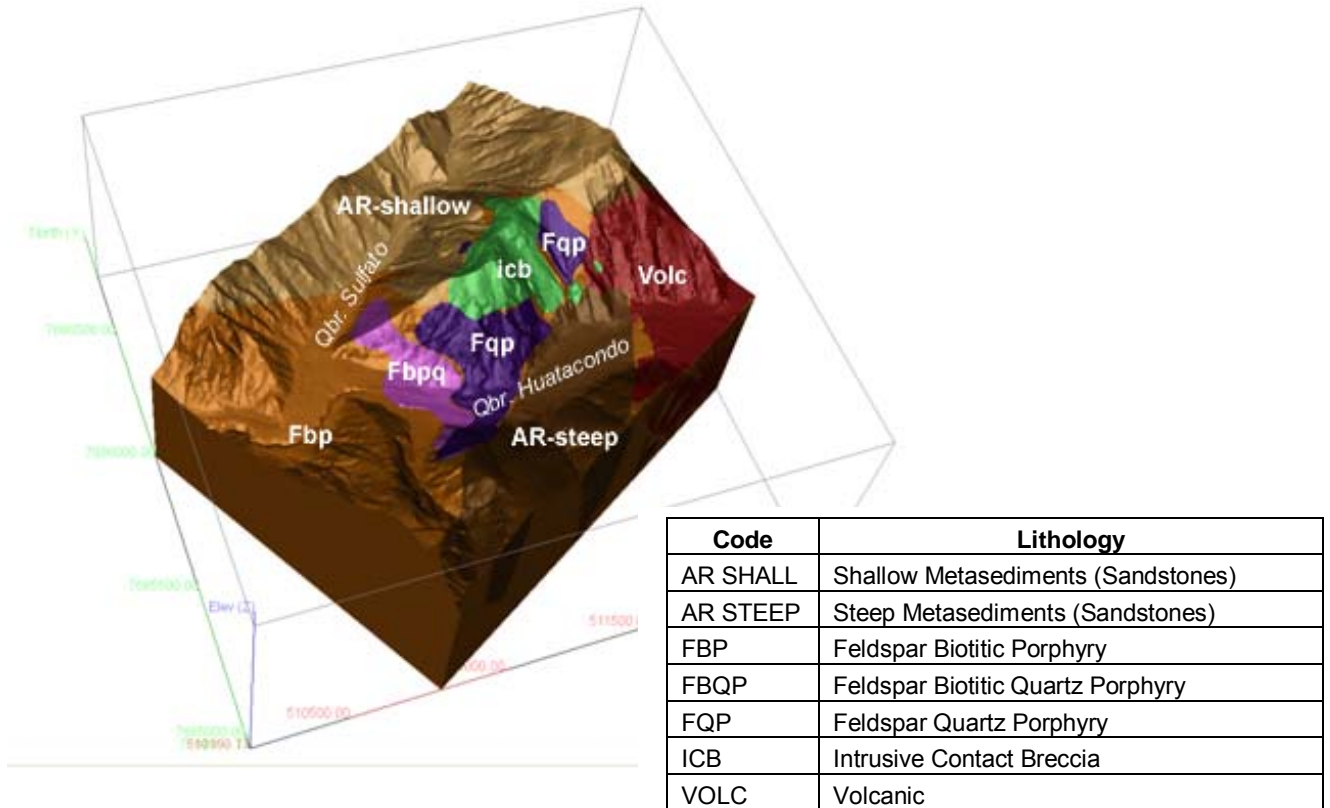 AR-shallow
Qbr. Sulfato
icb
Fqp
Volc
Fqp
Fbpq
Qbr. Huatacondo
Fbp
AR-steep
Elev (Z)
510500.00
Code Lithology
AR SHALL Shallow Metasediments (Sandstones)
AR STEEP Steep Metasediments (Sandstones)
FBP Feldspar Biotitic Porphyry
FBQP Feldspar Biotitic Quartz Porphyry
FQP Feldspar Quartz Porphyry
ICB Intrusive Contact Breccia
VOLC Volcanic